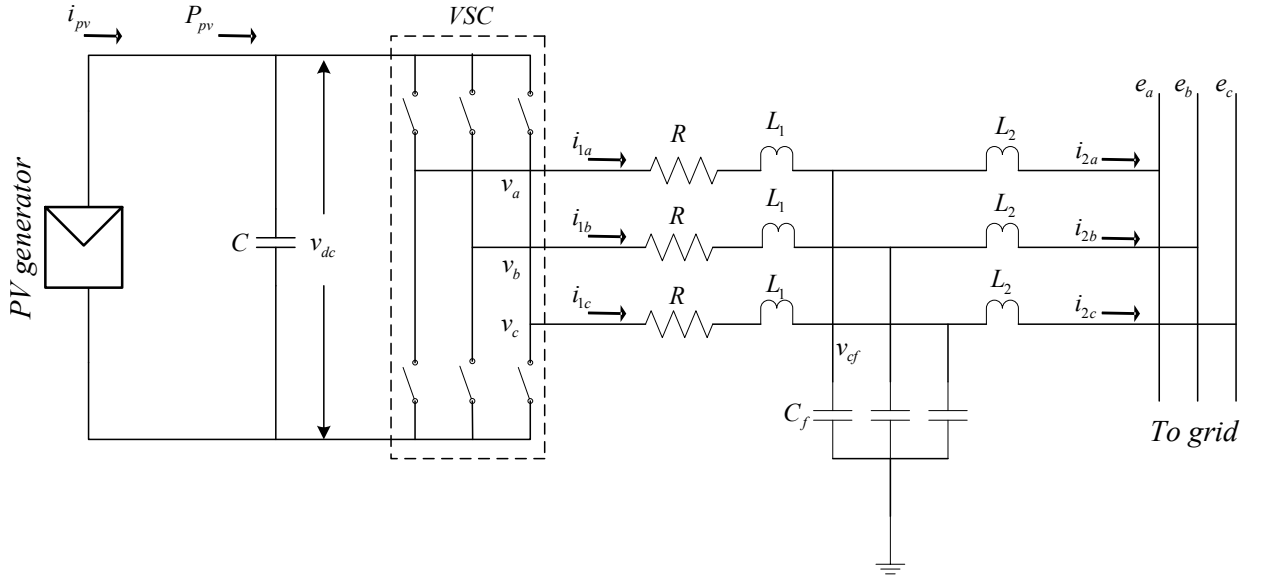 i_pv
P_pv
VSC
e_a e_b e_c
i_1a
R
L_1
L_2
i_2a
v_a
PV generator
C
v_dc
i_1b
R
L_1
L_2
i_2b
v_b
i_1c
R
L_1
L_2
i_2c
v_c
v_cf
C_f
To grid